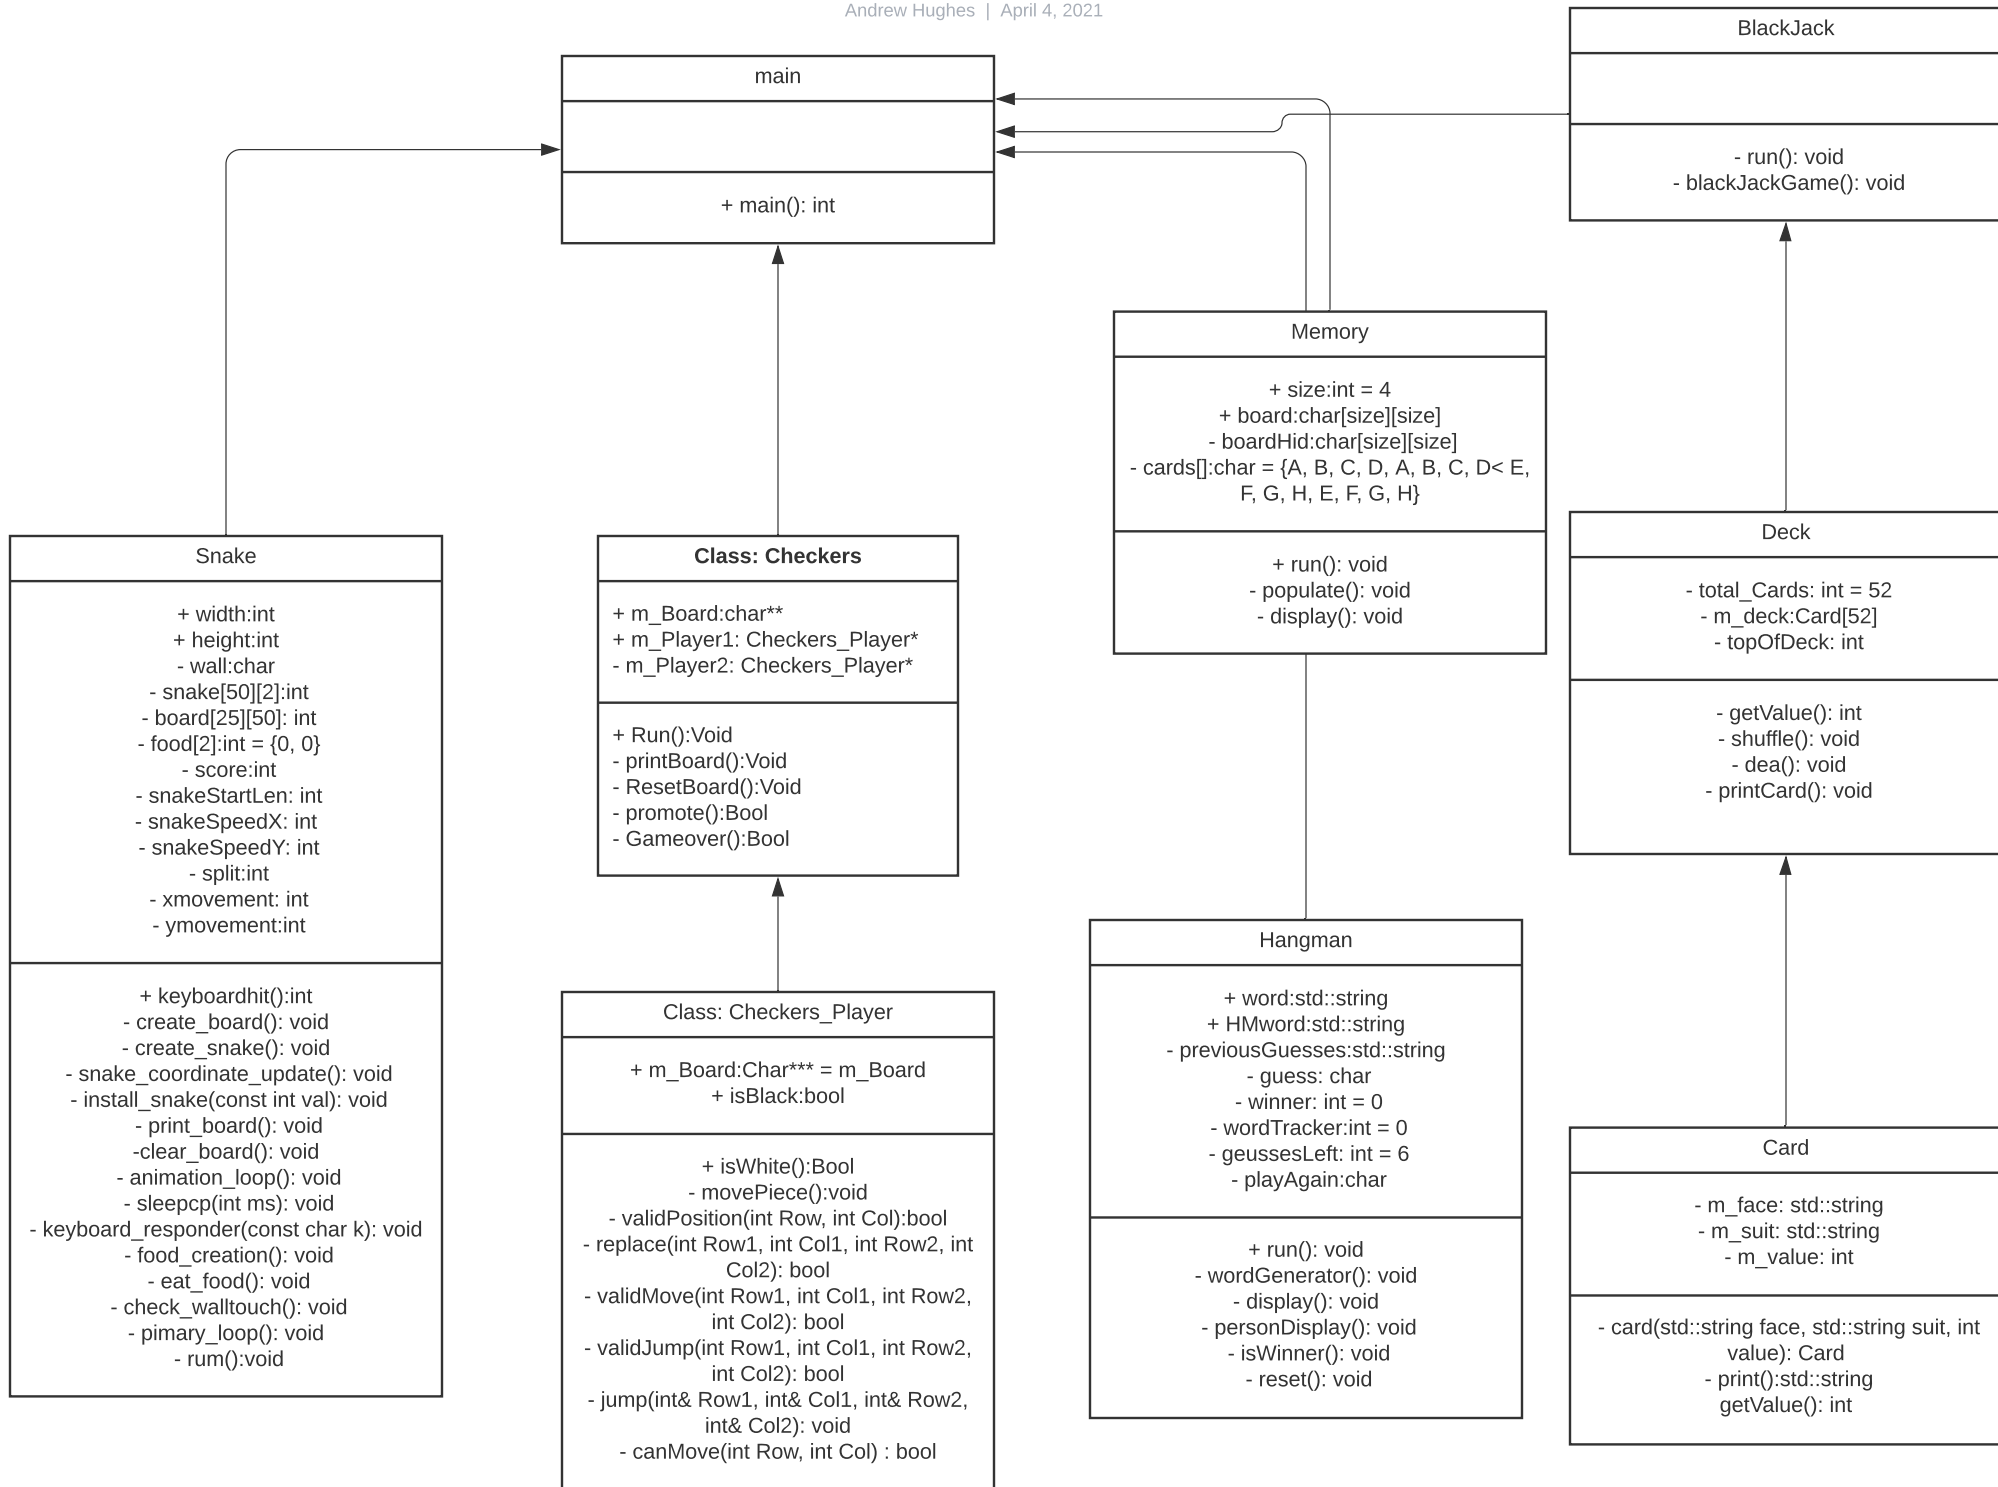 Andrew Hughes | April 4, 2021
main
+ main(): int
BlackJack
- run(): void
- blackJackGame(): void
Memory
+ size:int = 4
+ board:char[size][size]
- boardHid:char[size][size]
- cards[]:char = {A, B, C, D, A, B, C, D< E,
F, G, H, E, F, G, H}
+ run(): void
- populate(): void
- display(): void
Deck
- total_Cards: int = 52
- m_deck:Card[52]
- topOfDeck: int
- getValue(): int
- shuffle(): void
- dea(): void
- printCard(): void
Snake
+ width:int
+ height:int
- wall:char
- snake[50][2]:int
- board[25][50]: int
- food[2]:int = {0, 0}
- score:int
- snakeStartLen: int
- snakeSpeedX: int
- snakeSpeedY: int
- split:int
- xmovement: int
- ymovement:int
+ keyboardhit():int
- create_board(): void
- create_snake(): void
- snake_coordinate_update(): void
- install_snake(const int val): void
- print_board(): void
-clear_board(): void
- animation_loop(): void
- sleepcp(int ms): void
- keyboard_responder(const char k): void
- food_creation(): void
- eat_food(): void
- check_walltouch(): void
- pimary_loop(): void
- rum():void
Class: Checkers
+ m_Board:char**
+ m_Player1: Checkers_Player*
- m_Player2: Checkers_Player*
+ Run():Void
- printBoard():Void
- ResetBoard():Void
- promote():Bool
- Gameover():Bool
Class: Checkers_Player
+ m_Board:Char*** = m_Board
+ isBlack:bool
+ isWhite():Bool
- movePiece():void
- validPosition(int Row, int Col):bool
- replace(int Row1, int Col1, int Row2, int
Col2): bool
- validMove(int Row1, int Col1, int Row2,
int Col2): bool
- validJump(int Row1, int Col1, int Row2,
int Col2): bool
- jump(int& Row1, int& Col1, int& Row2,
int& Col2): void
- canMove(int Row, int Col) : bool
Hangman
+ word:std::string
+ HMword:std::string
- previousGuesses:std::string
- guess: char
- winner: int = 0
- wordTracker:int = 0
- geussesLeft: int = 6
- playAgain:char
+ run(): void
- wordGenerator(): void
- display(): void
- personDisplay(): void
- isWinner(): void
- reset(): void
Card
- m_face: std::string
- m_suit: std::string
- m_value: int
- card(std::string face, std::string suit, int
value): Card
- print():std::string
getValue(): int